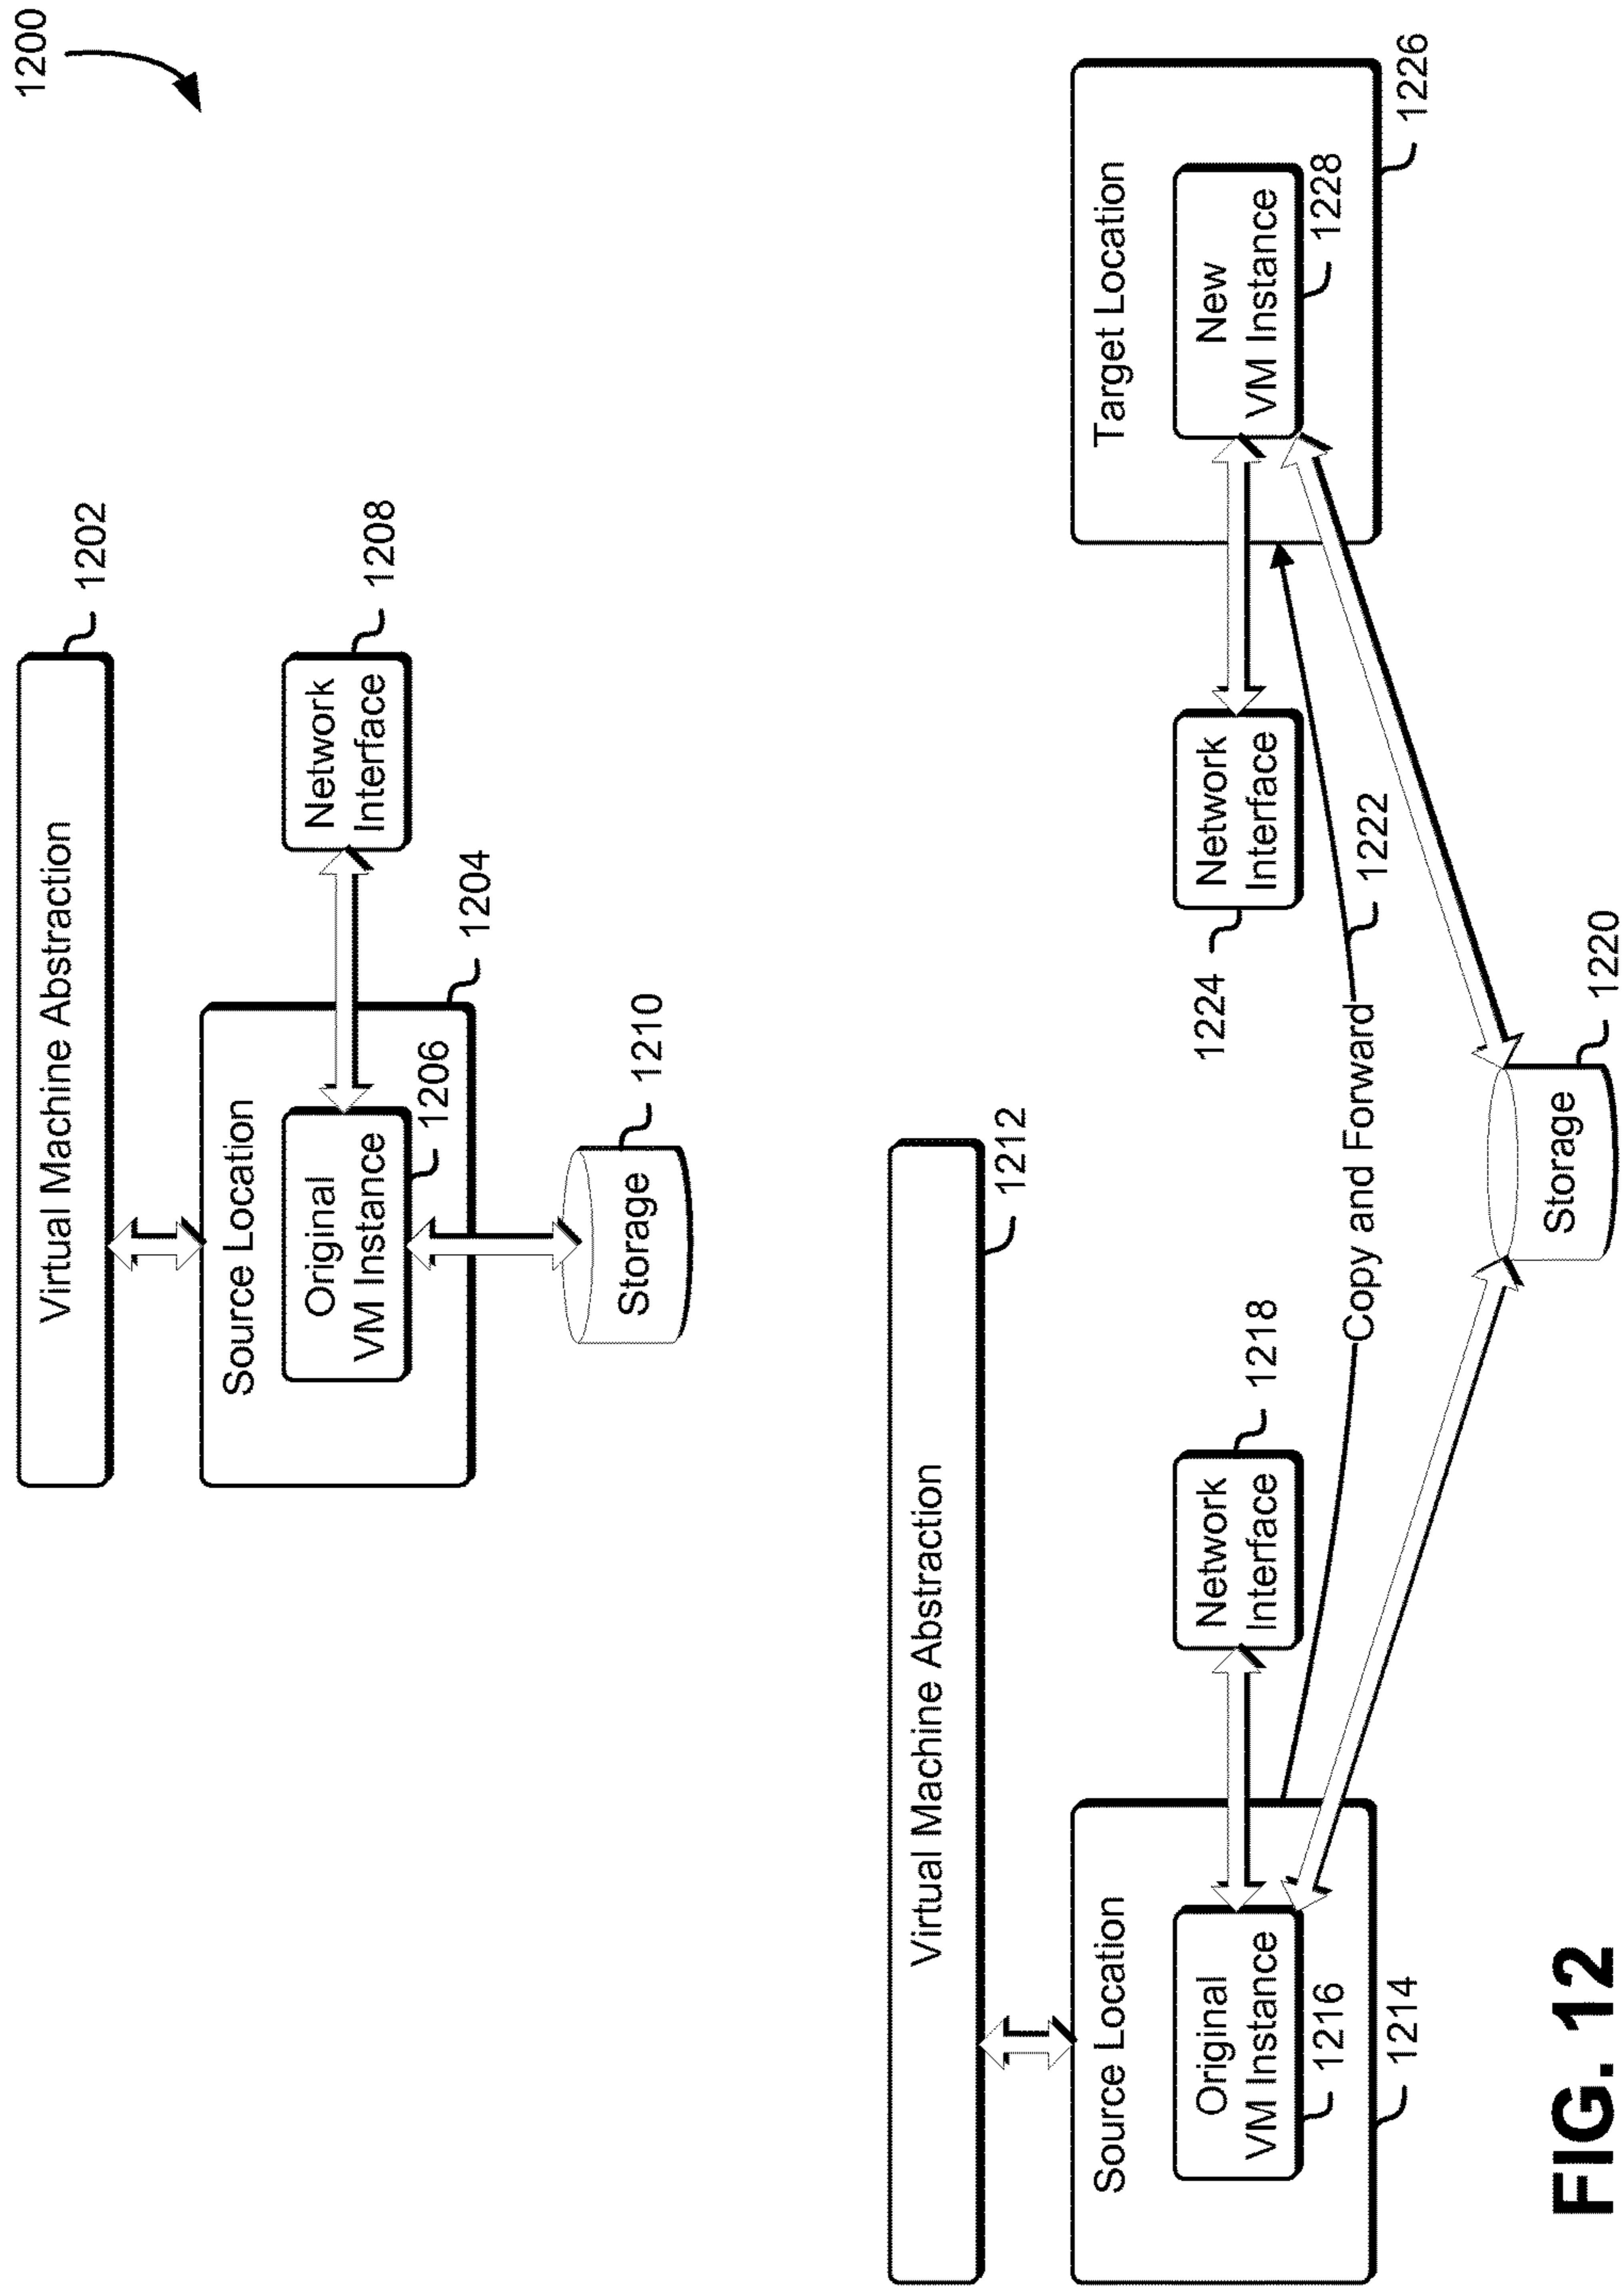 1200
Virtual Machine Abstraction
1202
Source Location
Original
VM Instance
1206
1204
Network
Interface
1208
Storage
1210
Virtual Machine Abstraction
1212
Source Location
Original
VM Instance
1216
1214
Network
Interface
1218
Copy and Forward
1222
1224
Network
Interface
Target Location
New
VM Instance
1228
1226
Storage
1220
FIG. 12